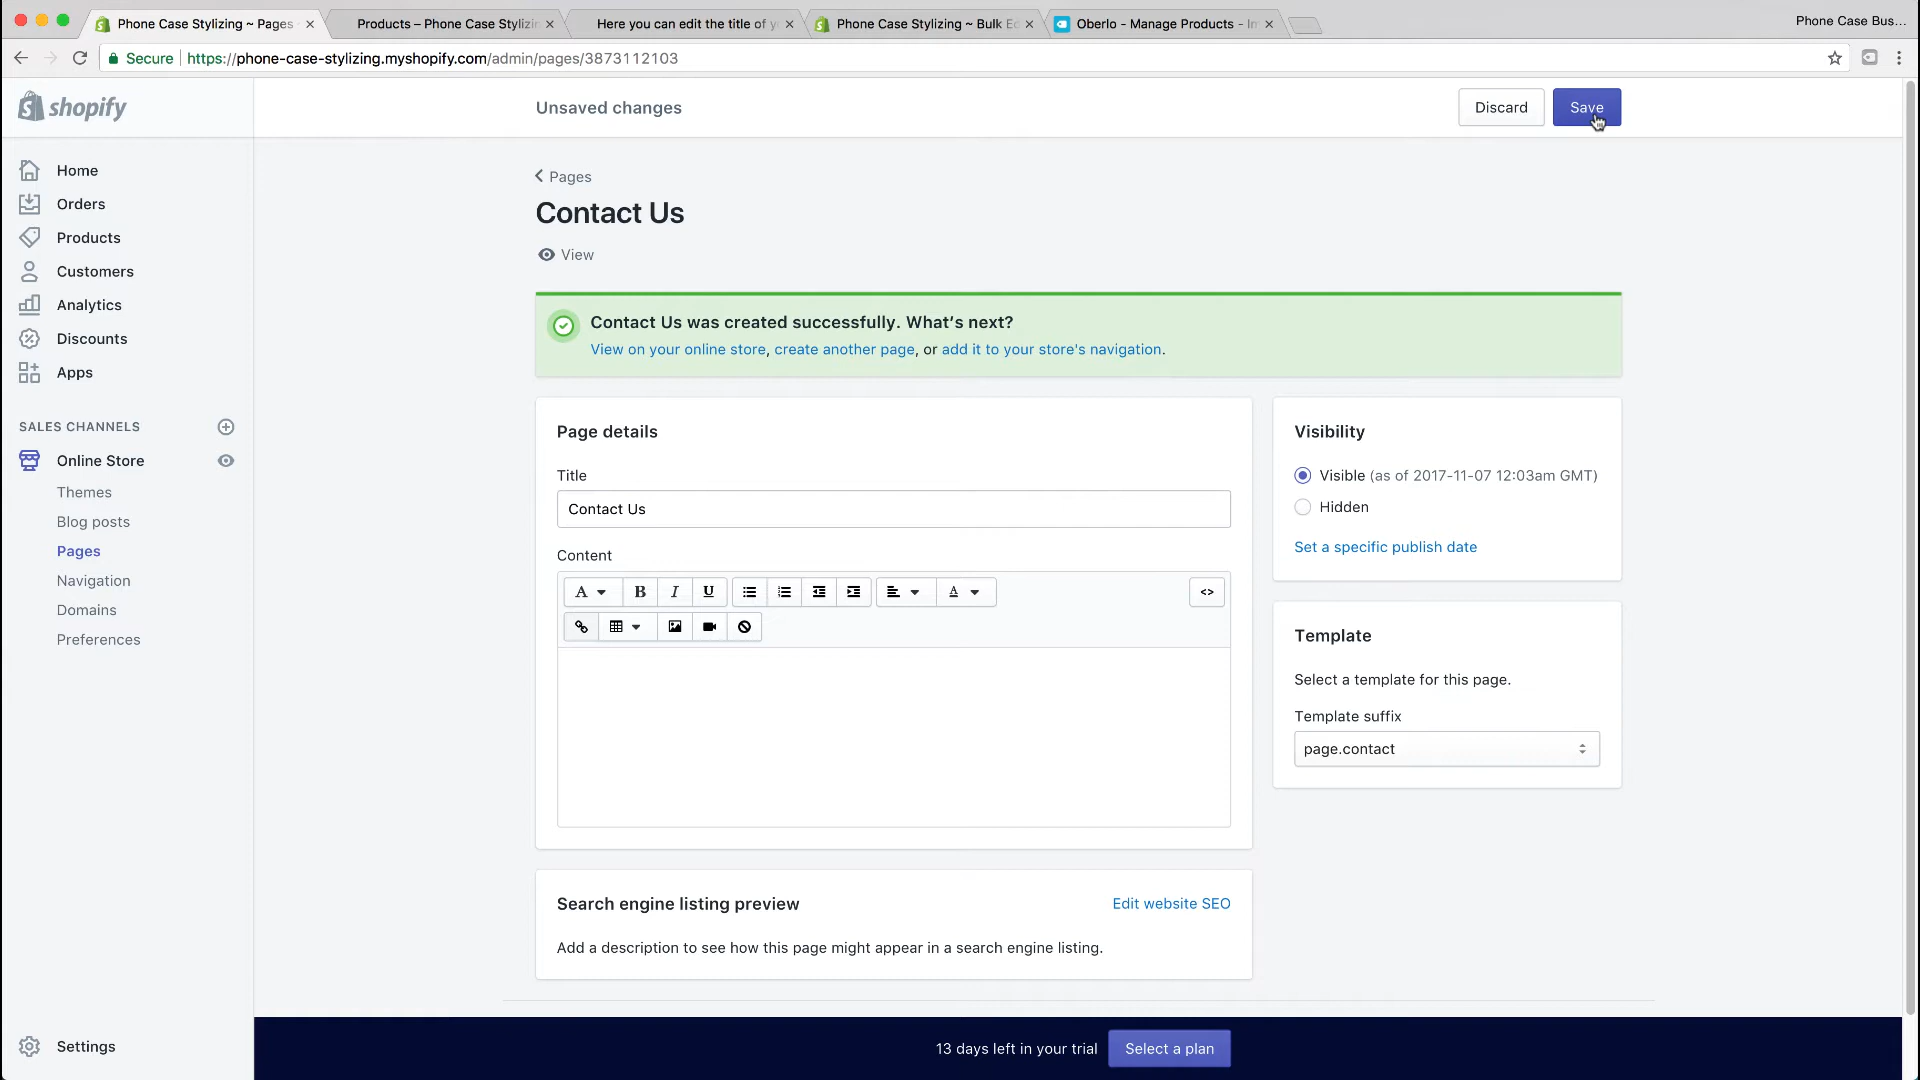 Phone Case Stylizing ~ Pages
Products – Phone Case Stylizin
Here you can edit the title of y
Phone Case Stylizing ~ Bulk Ed
Oberlo - Manage Products - Im
Phone Case Bus...
Secure
https://phone-case-stylizing.myshopify.com/admin/pages/3873112103
shopify
Unsaved changes
Discard
Save
Home
Orders
Products
Customers
Analytics
Discounts
Apps
SALES CHANNELS
Online Store
Themes
Blog posts
Pages
Navigation
Domains
Preferences
Settings
Pages
Contact Us
View
Contact Us was created successfully. What's next?
View on your online store, create another page, or add it to your store's navigation.
Page details
Title
Contact Us
Content
A
B
I
U
A
<>
Visibility
Visible (as of 2017-11-07 12:03am GMT)
Hidden
Set a specific publish date
Template
Select a template for this page.
Template suffix
page.contact
Search engine listing preview
Edit website SEO
Add a description to see how this page might appear in a search engine listing.
13 days left in your trial
Select a plan